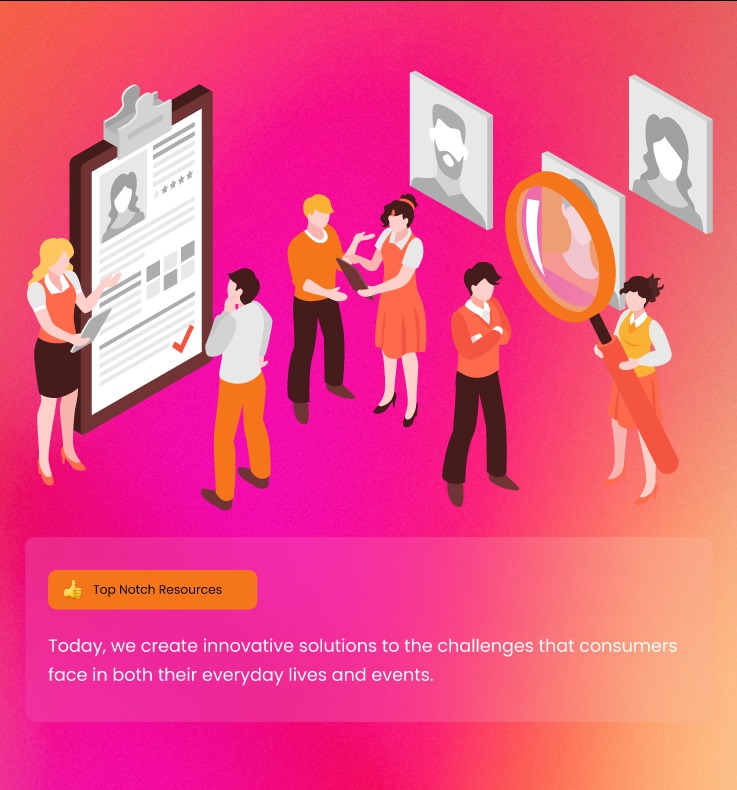 Top Notch Resources
Today, we create innovative solutions to the challenges that consumers
face in both their everyday lives and events.